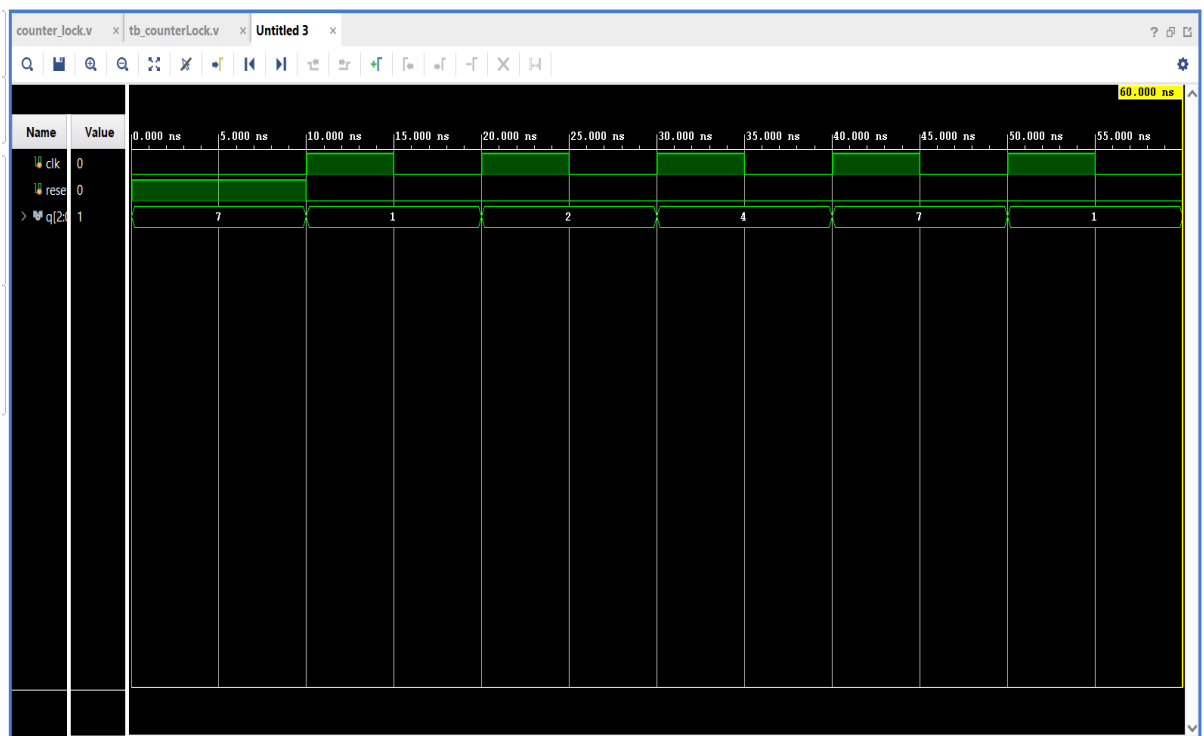 counter_lock.v × tb_counterLock.v × Untitled 3 ×
?
60.000 ns
Name Value
0.000 ns 5.000 ns 10.000 ns 15.000 ns 20.000 ns 25.000 ns 30.000 ns 35.000 ns 40.000 ns 45.000 ns 50.000 ns 55.000 ns
clk 0
rese 0
q[2:0 1 7 1 2 4 7 1